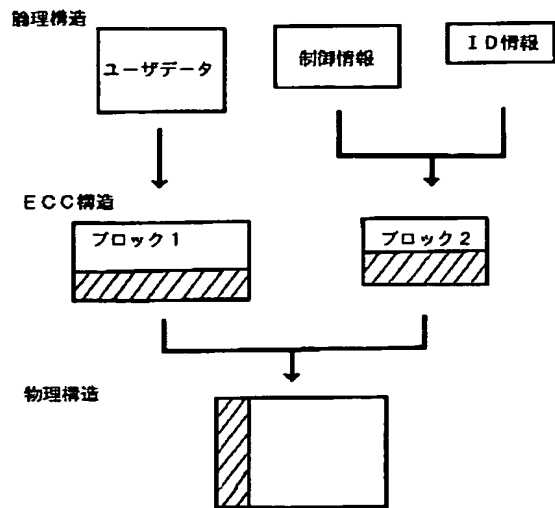 論理構造
ユーザデータ
制御情報
ＩＤ情報
ＥＣＣ構造
ブロック１
ブロック２
物理構造